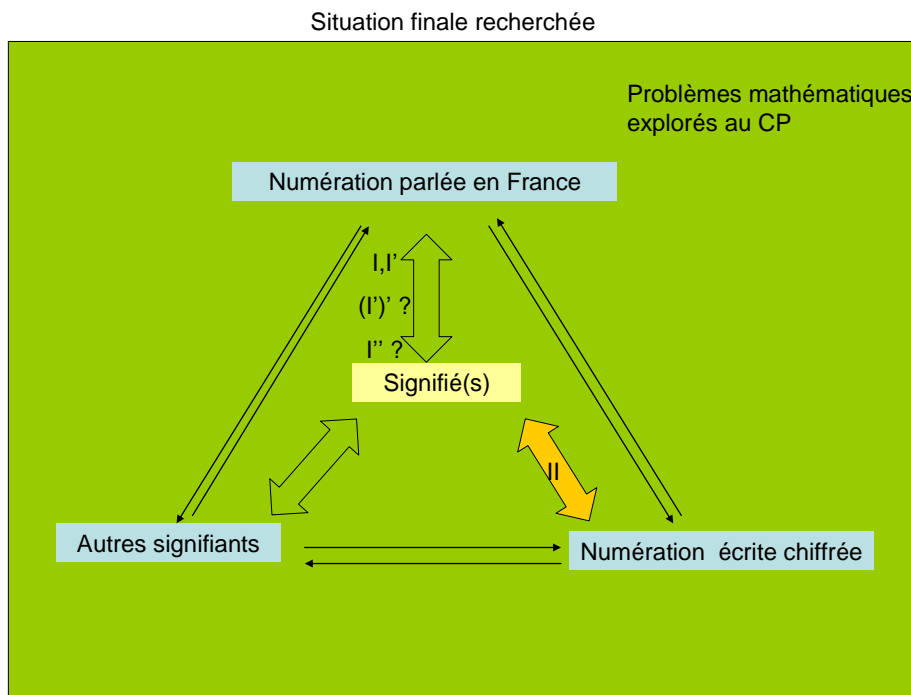 Situation finale recherchée
Problèmes mathématiques
explorés au CP
Numération parlée en France
I,I’
(I’)’ ?
I’’ ?
Signifié(s)
II
Autres signifiants
Numération écrite chiffrée